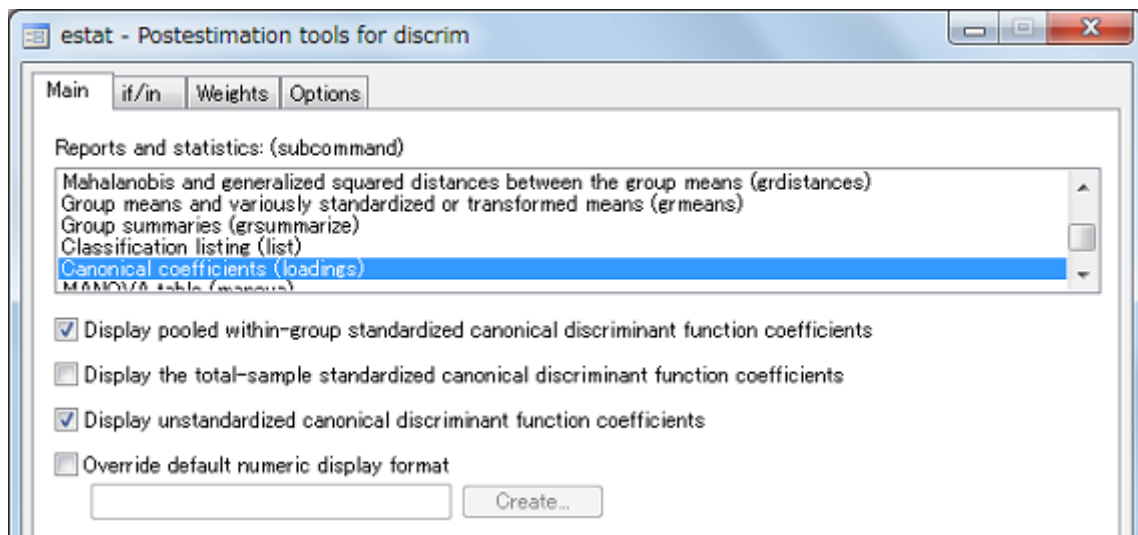 estat - Postestimation tools for discrim
Main if/in Weights Options
Reports and statistics: (subcommand)
Mahalanobis and generalized squared distances between the group means (grdistances)
Group means and variously standardized or transformed means (grmeans)
Group summaries (grsummarize)
Classification listing (list)
Canonical coefficients (loadings)
MANOVA table (manova)
Display pooled within-group standardized canonical discriminant function coefficients
Display the total-sample standardized canonical discriminant function coefficients
Display unstandardized canonical discriminant function coefficients
Override default numeric display format
Create...